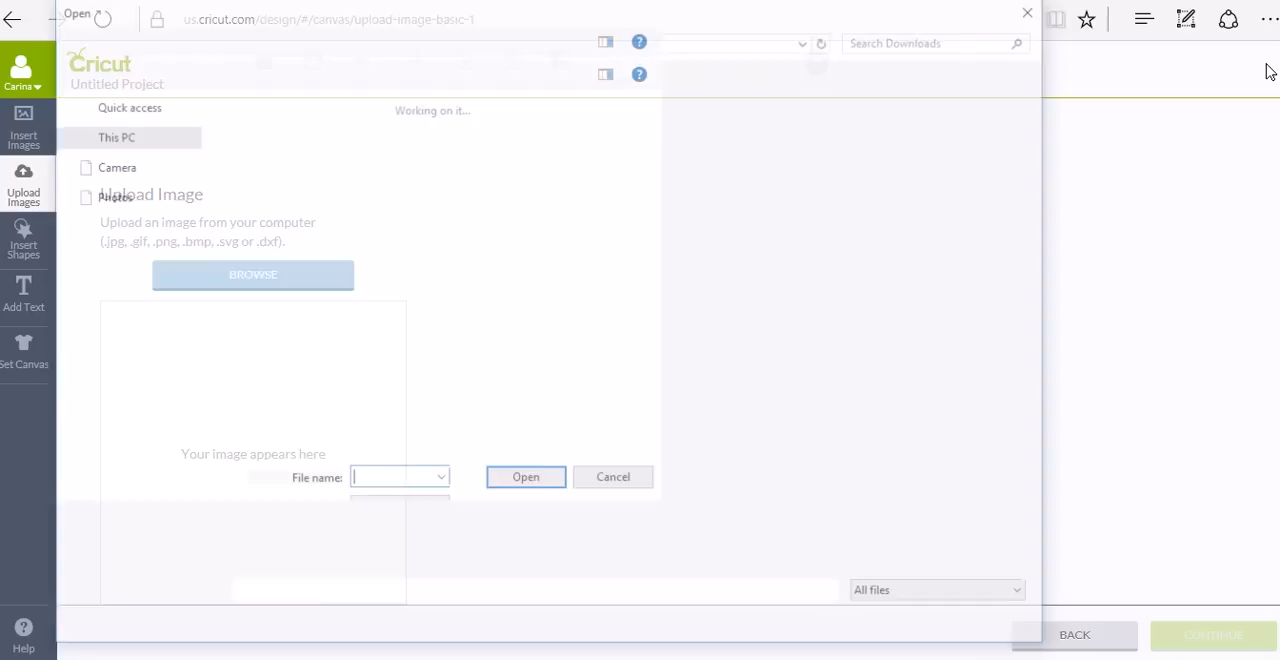 Open
us.cricut.com/design/#/canvas/upload-image-basic-1
Search Downloads
Carina
Cricut
Untitled Project
Quick access
Working on it...
Insert
Images
This PC
Camera
Upload
Images
Photos
Upload Image
Upload an image from your computer
(.jpg, .gif, .png, .bmp, .svg or .dxf).
Insert
Shapes
BROWSE
Add Text
Set Canvas
Your image appears here
File name:
Open
Cancel
All files
Help
BACK
CONTINUE